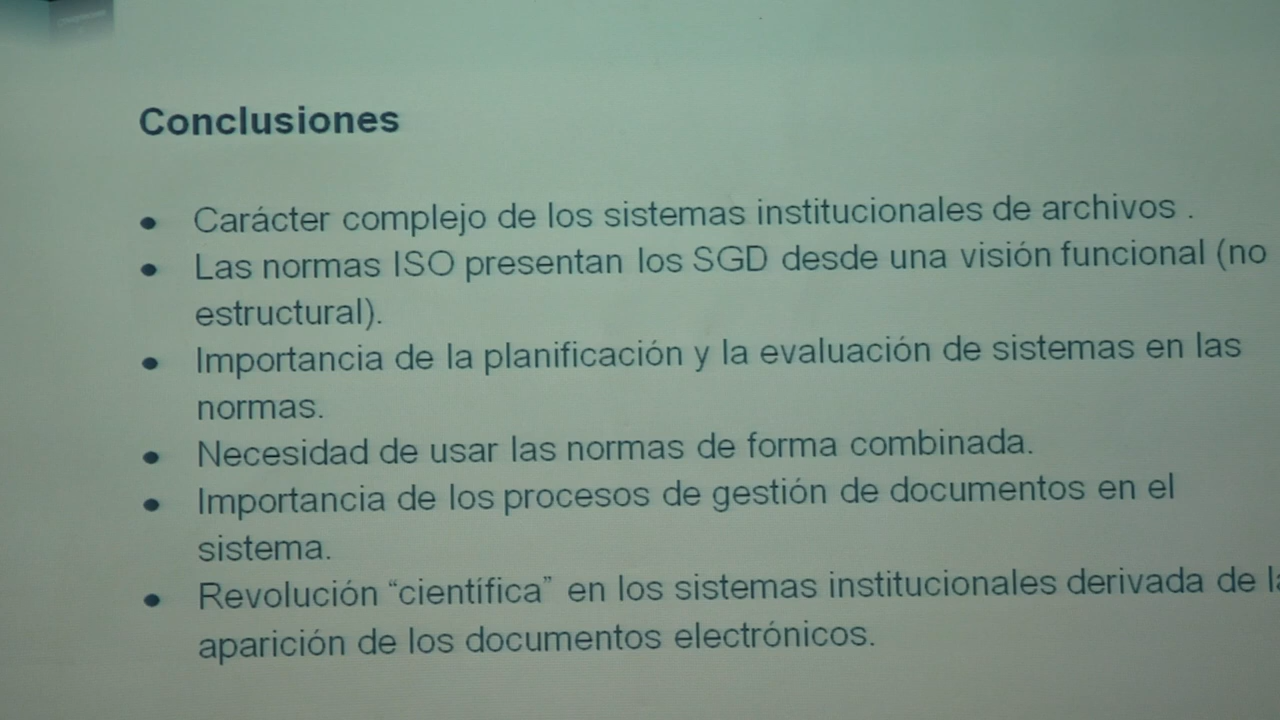 Conclusiones
• Carácter complejo de los sistemas institucionales de archivos .
• Las normas ISO presentan los SGD desde una visión funcional (no
estructural).
• Importancia de la planificación y la evaluación de sistemas en las
normas.
• Necesidad de usar las normas de forma combinada.
• Importancia de los procesos de gestión de documentos en el
sistema.
• Revolución “científica” en los sistemas institucionales derivada de la
aparición de los documentos electrónicos.